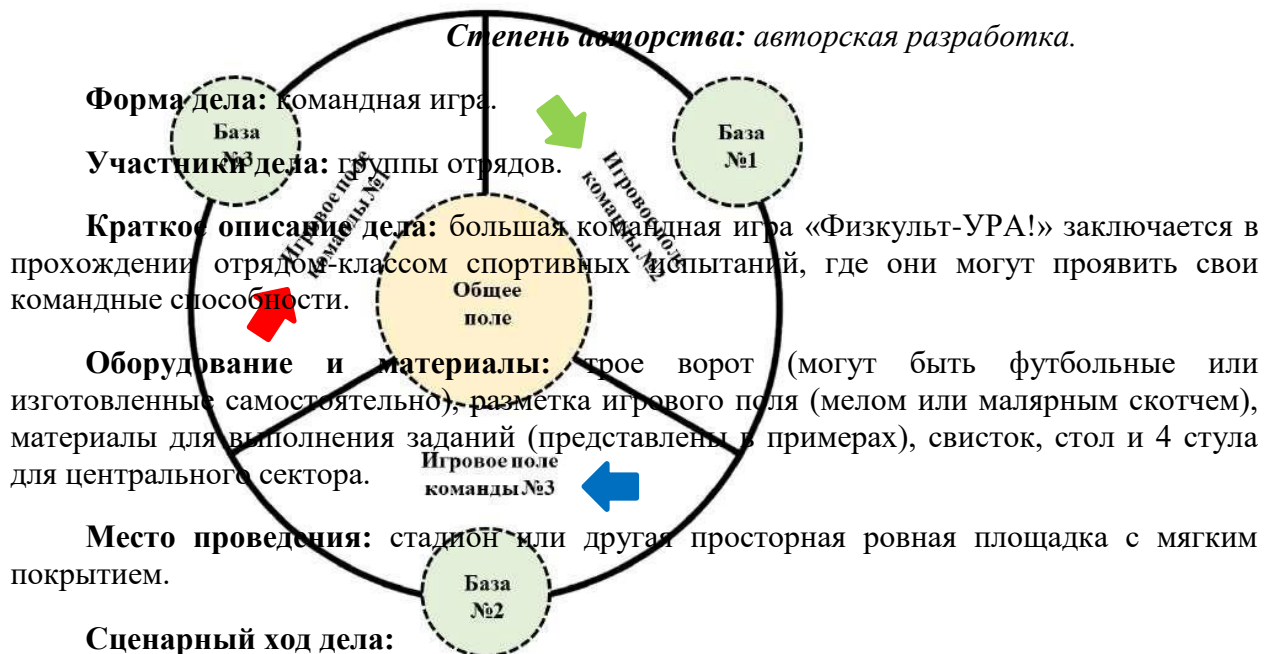 Степень авторства: авторская разработка.
Форма дела: командная игра.
База
№3
База
№1
Участники дела: группы отрядов.
Игровое поле
команды №1
Игровое поле
команды №2
Краткое описание дела: большая командная игра «Физкульт-УРА!» заключается в
прохождении отрядом-классом спортивных испытаний, где они могут проявить свои
командные способности.
Общее
поле
Оборудование и материалы: трое ворот (могут быть футбольные или
изготовленные самостоятельно), разметка игрового поля (мелом или малярным скотчем),
материалы для выполнения заданий (представлены в примерах), свисток, стол и 4 стула
для центрального сектора.
Игровое поле
команды №3
Место проведения: стадион или другая просторная ровная площадка с мягким
покрытием.
База
№2
Сценарный ход дела: